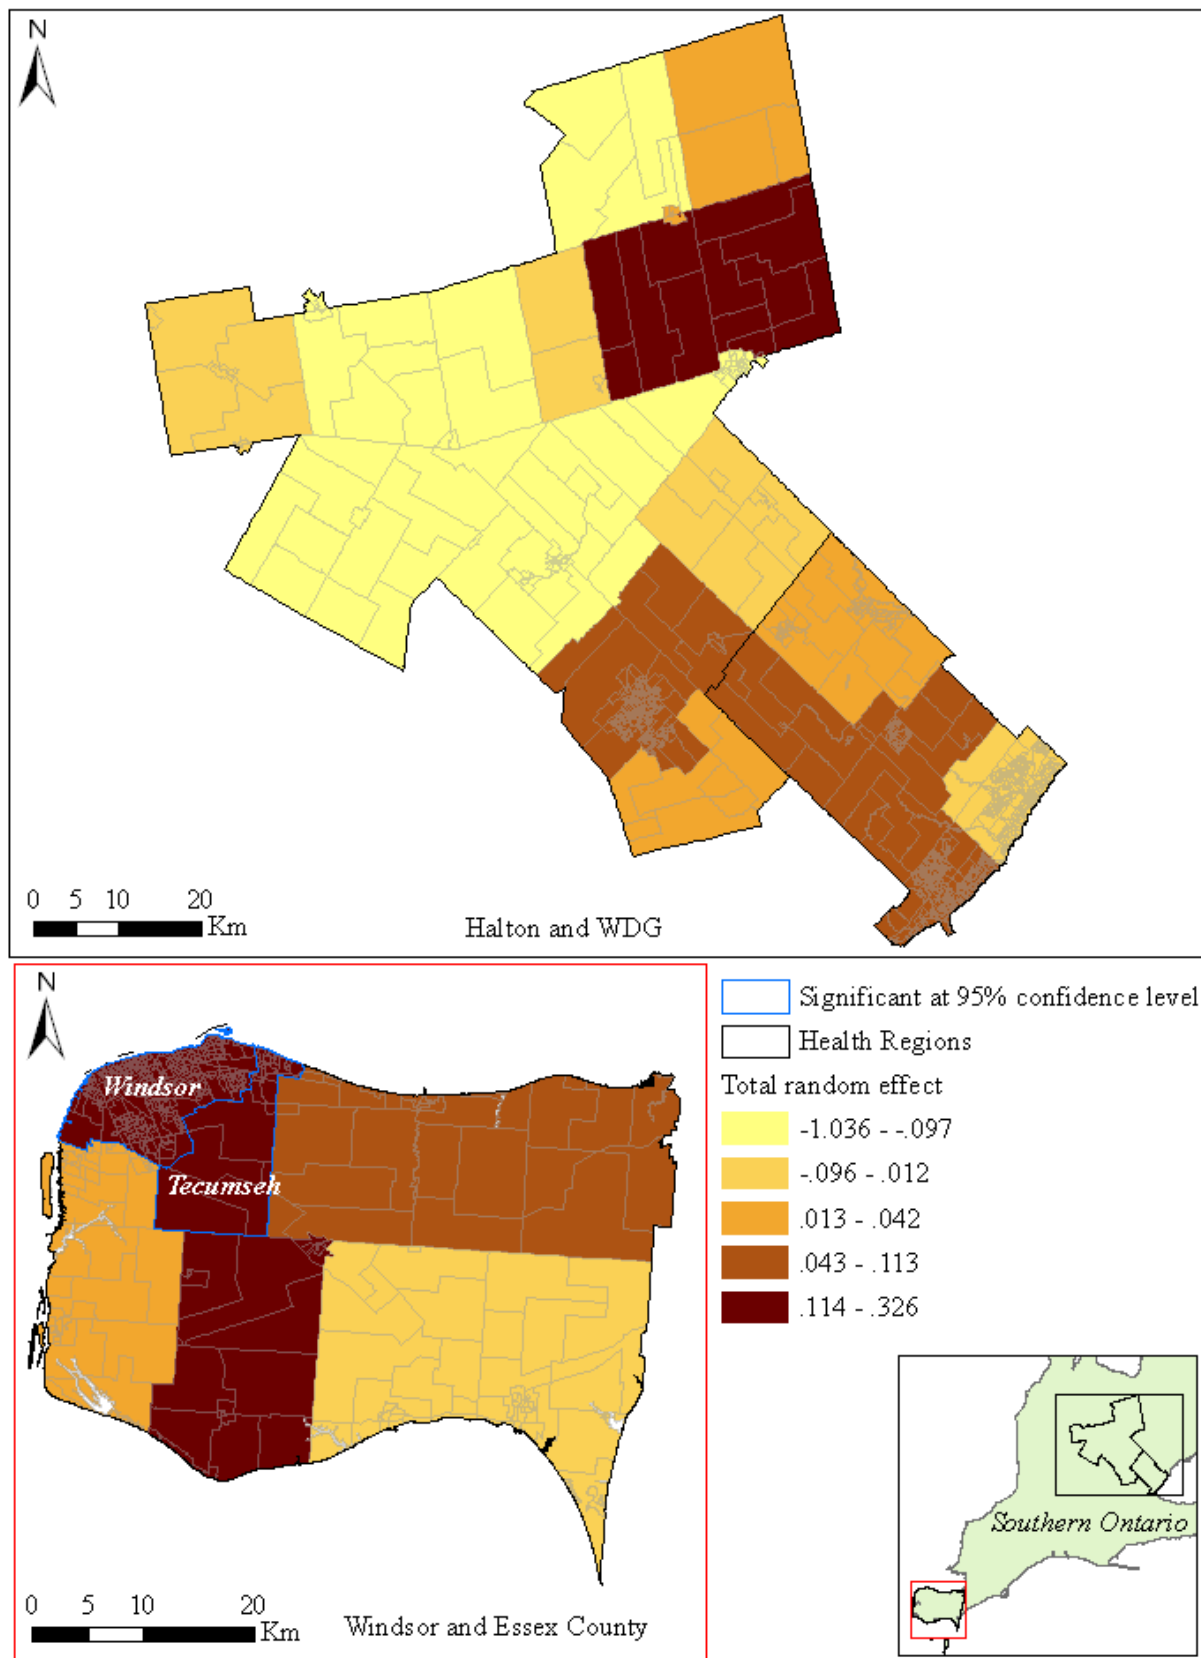 N
0 5 10 20
Km
Halton and WDG
N
Windsor
Tecumseh
0 5 10 20
Km
Windsor and Essex County
Significant at 95% confidence level
Health Regions
Total random effect
-1.036 - -.097
-.096 - .012
.013 - .042
.043 - .113
.114 - .326
Southern Ontario